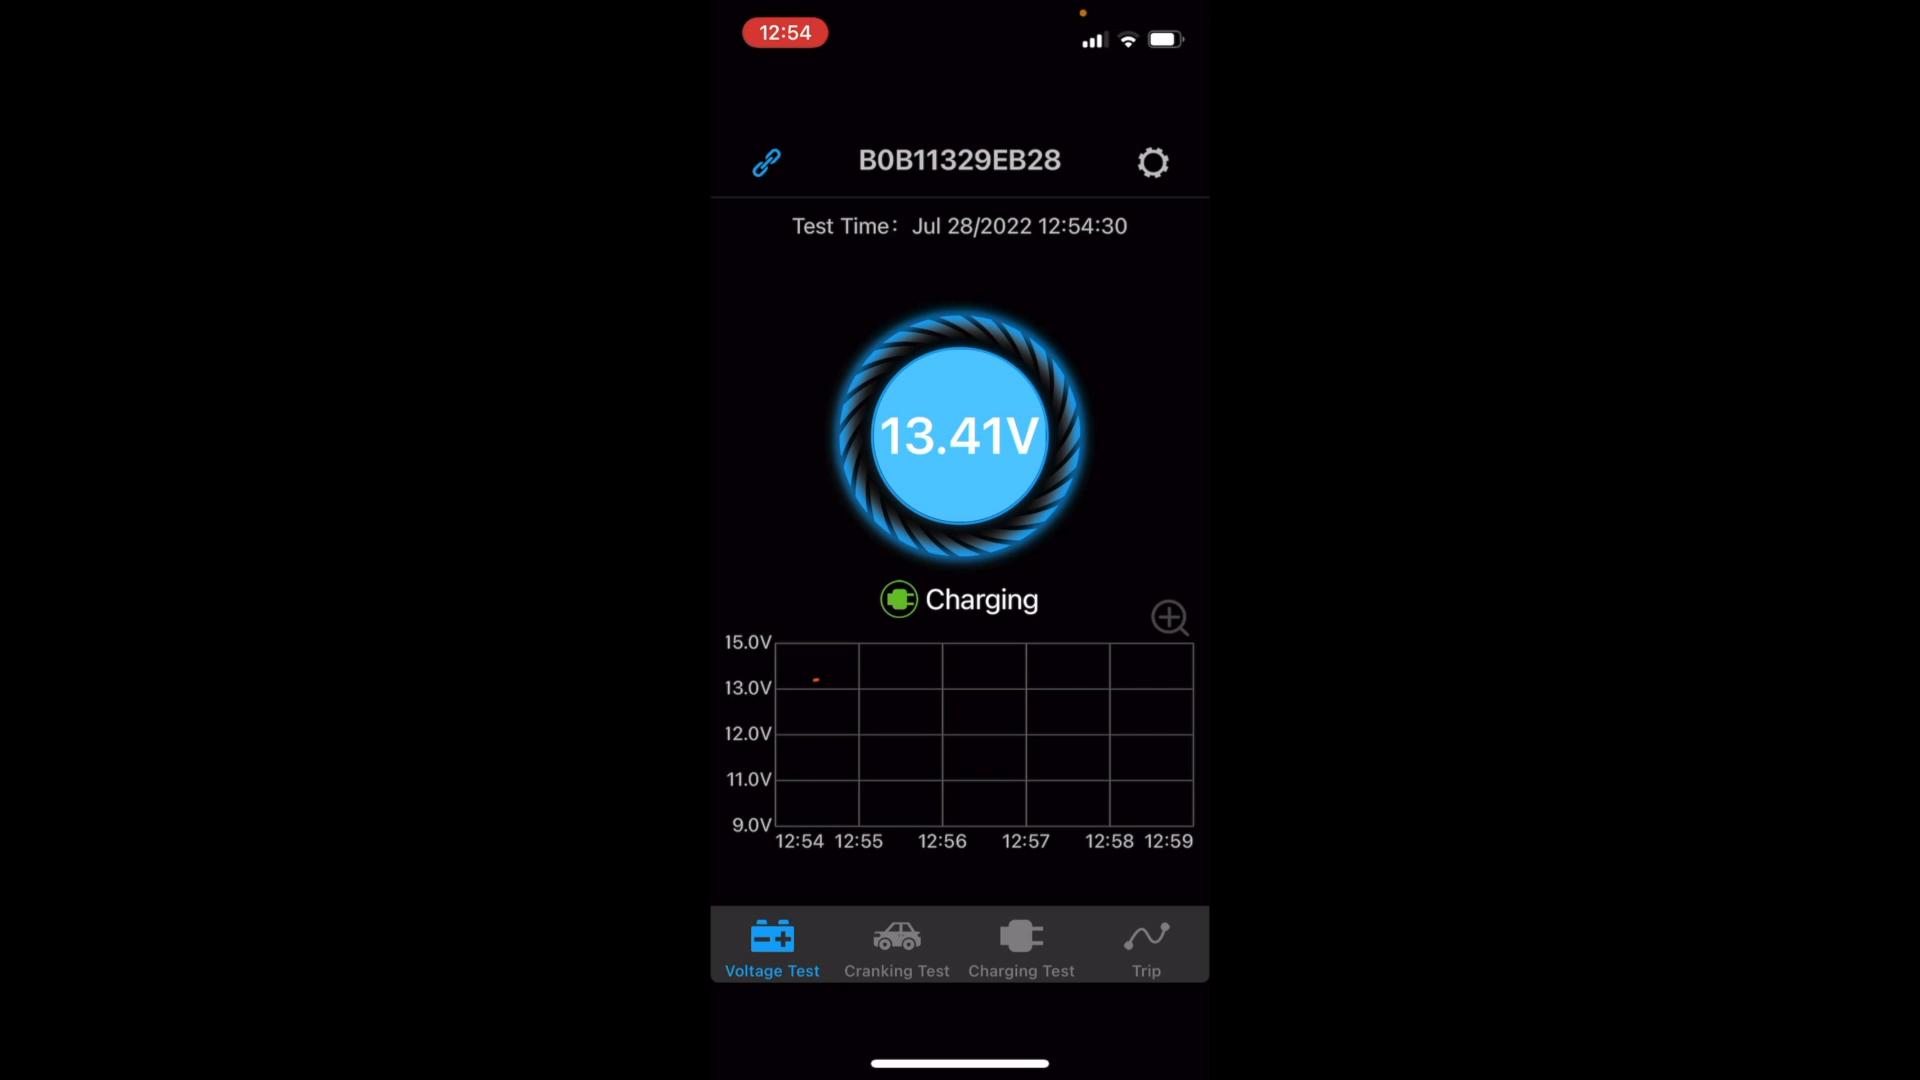 12:54
B0B11329EB28
Test Time: Jul 28/2022 12:54:30
13.41V
Charging
15.0V
13.0V
12.0V
11.0V
9.0V
12:54 12:55 12:56 12:57 12:58 12:59
Voltage Test Cranking Test Charging Test Trip